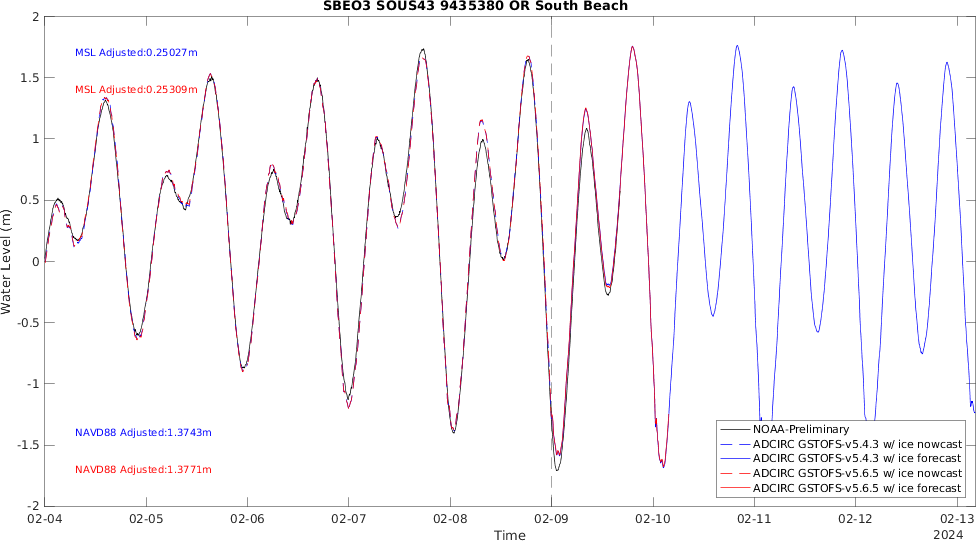 SBEO3 SOUS43 9435380 OR South Beach
MSL Adjusted:0.25027m
MSL Adjusted:0.25309m
NAVD88 Adjusted:1.3743m
NAVD88 Adjusted:1.3771m
Water Level (m)
2
1.5
1
0.5
0
-0.5
-1
-1.5
-2
NOAA-Preliminary
ADCIRC GSTOFS-v5.4.3 w/ ice nowcast
ADCIRC GSTOFS-v5.4.3 w/ ice forecast
ADCIRC GSTOFS-v5.6.5 w/ ice nowcast
ADCIRC GSTOFS-v5.6.5 w/ ice forecast
02-04 02-05 02-06 02-07 02-08 02-09 02-10 02-11 02-12 02-13
Time
2024